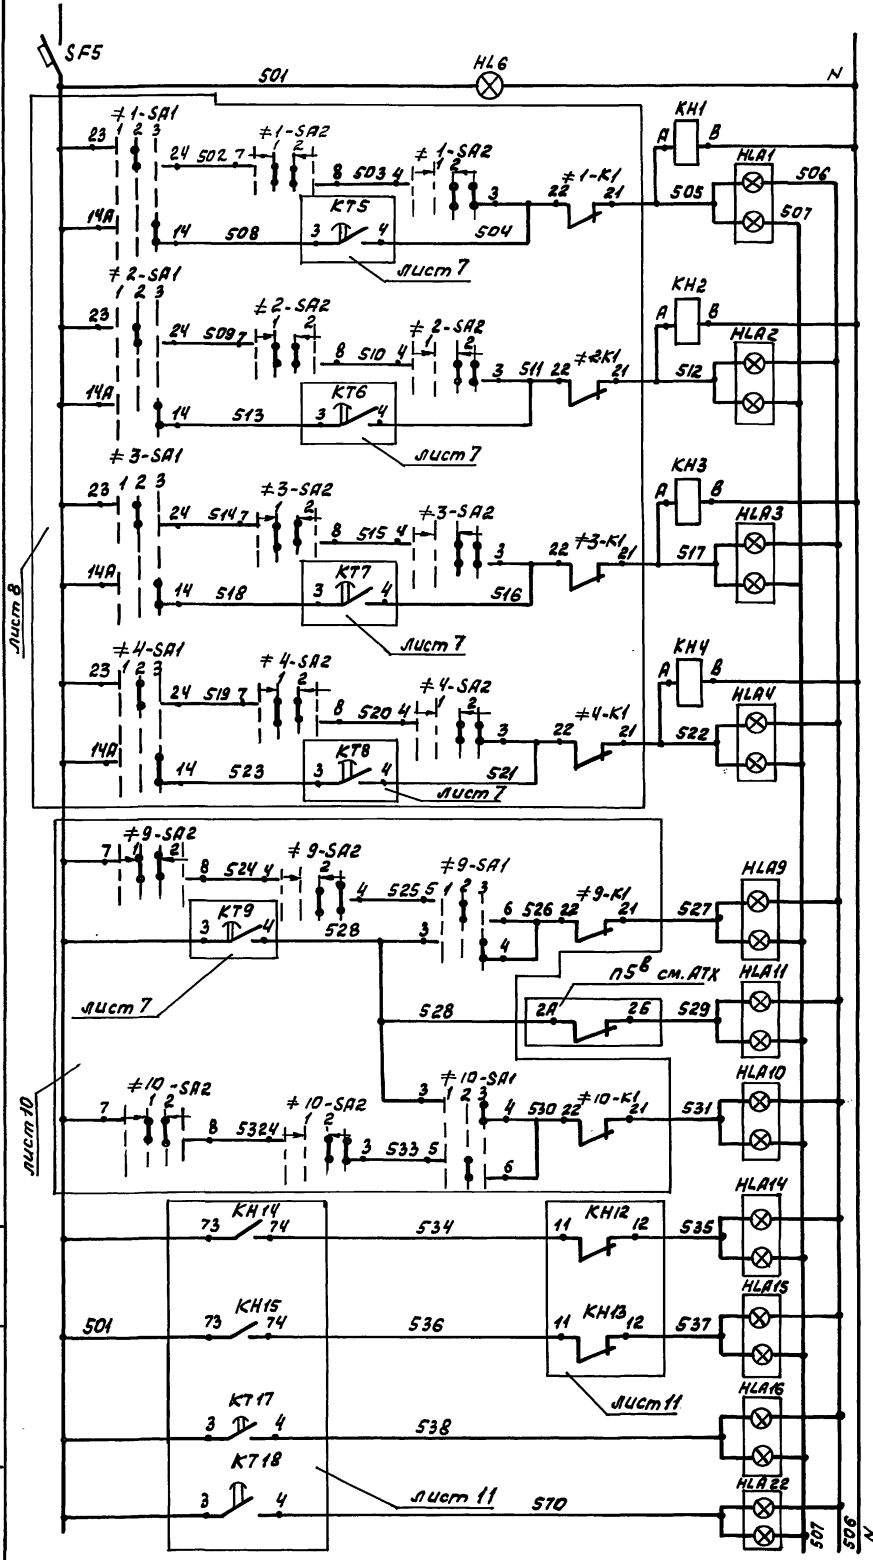 SF5
501
HL6
N
≠1-SA1
1 2 3
23
24 502 7
≠1-SA2
1 2
8 503 4
≠1-SA2
1 2
3
≠1-K1
22 21
A KH1 B
505
HLA1
506
507
14A
14 508
KT5
3 4
504
Лист 7
≠2-SA1
1 2 3
23
24 509 7
≠2-SA2
1 2
8 510 4
≠2-SA2
1 2
3 511 22
≠2K1
21
A KH2 B
512
HLA2
14A
14 513
KT6
3 4
Лист 7
≠3-SA1
1 2 3
23
24 514 7
≠3-SA2
1 2
8 515 4
≠3-SA2
1 2
3
≠3-K1
22 21
A KH3 B
517
HLA3
14A
14 518
KT7
3 4
516
Лист 7
Лист 8
≠4-SA1
1 2 3
23
24 519 7
≠4-SA2
1 2
8 520 4
≠4-SA2
1 2
3
≠4-K1
22 21
A KH4 B
522
HLA4
14A
14 523
KT8
3 4
521
Лист 7
≠9-SA2
7 1 2
8 524 4
≠9-SA2
1 2
4 525 5
≠9-SA1
1 2 3
6 526 22
≠9-K1
21 527
HLA9
KT9
3 4
528
3
4
Лист 7
528
п5в см. АТХ
2А 2Б
529
HLA11
Лист 10
≠10-SA2
7 1 2
8 532 4
≠10-SA2
1 2
3 533 5
≠10-SA1
3 1 2 3
4 530 22
≠10-K1
21 531
HLA10
6
KH14
73 74
534
KH12
11 12
535
HLA14
501
KH15
73 74
536
KH13
11 12
537
HLA15
Лист 11
KT17
3 4
538
HLA16
KT18
3 4
Лист 11
570
HLA22
507
506
N